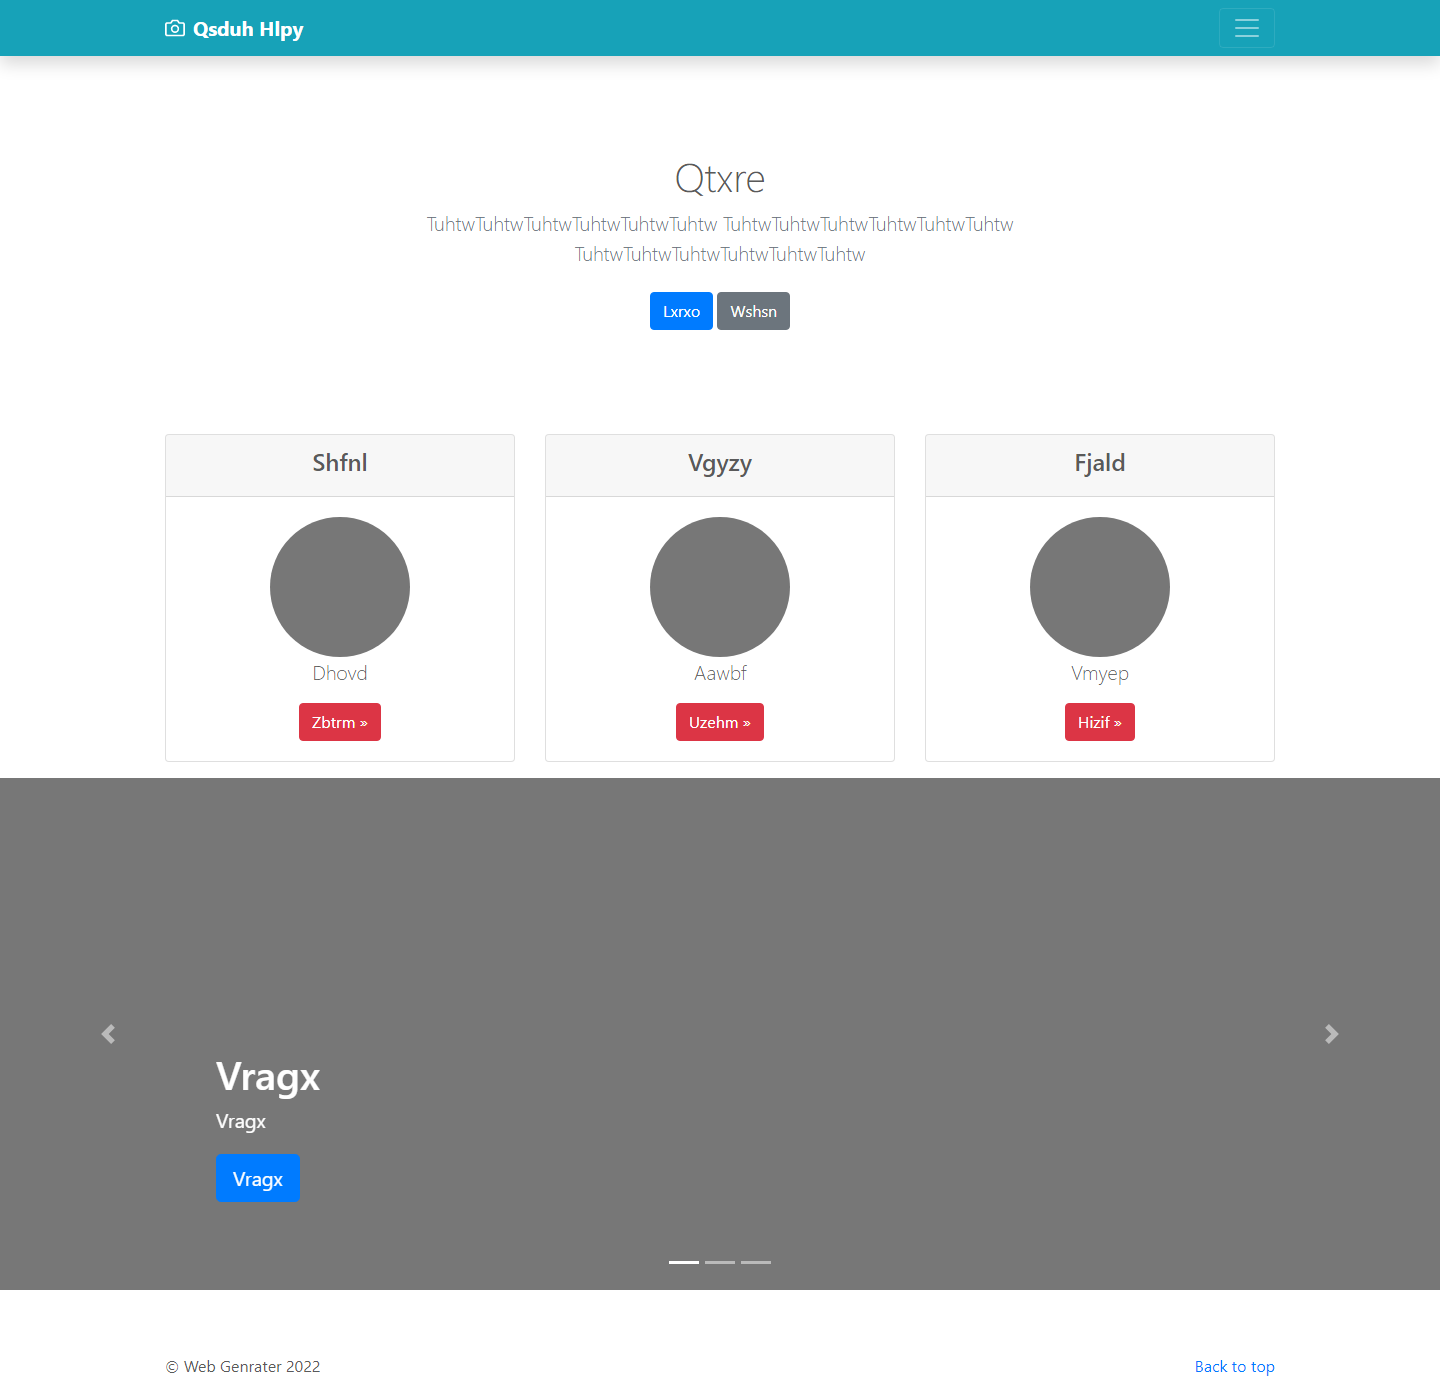 Qsduh Hlpy
Qtxre
TuhtwTuhtwTuhtwTuhtwTuhtwTuhtw TuhtwTuhtwTuhtwTuhtwTuhtwTuhtw
TuhtwTuhtwTuhtwTuhtwTuhtwTuhtw
Lxrxo Wshsn
Shfnl
Dhovd
Zbtrm »
Vgyzy
Aawbf
Uzehm »
Fjald
Vmyep
Hizif »
Vragx
Vragx
Vragx
© Web Genrater 2022
Back to top